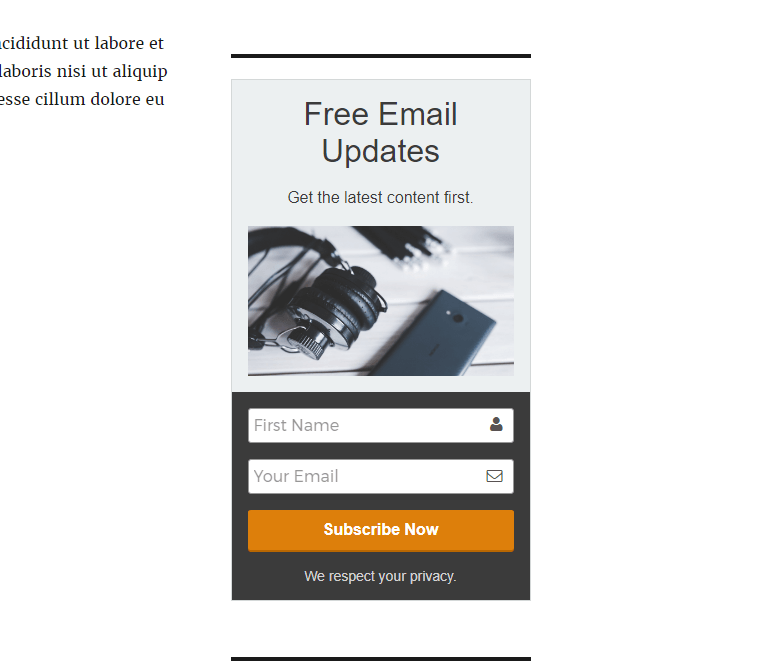 ncididunt ut labore et
laboris nisi ut aliquip
esse cillum dolore eu
Free Email
Updates
Get the latest content first.
First Name
Your Email
Subscribe Now
We respect your privacy.